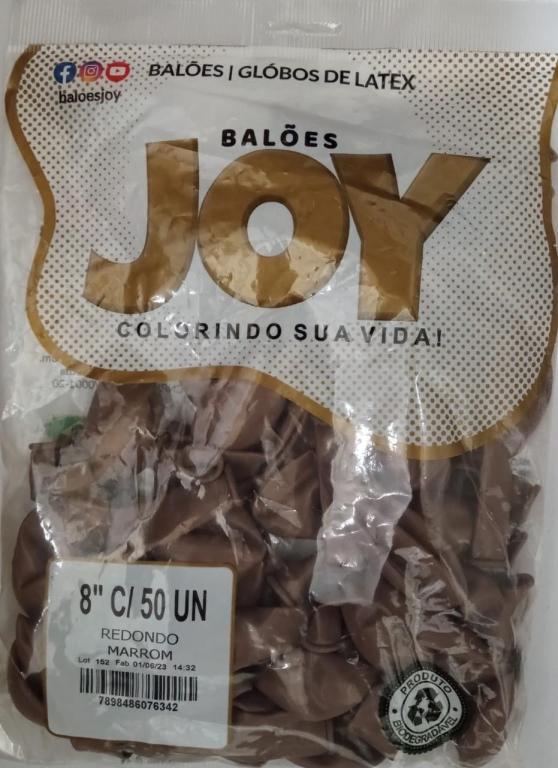 BALÕES | GLÓBOS DE LATEX
baloesjoy
BALÕES
JOY
COLORINDO SUA VIDA!
8" C/ 50 UN
REDONDO
MARROM
Lot 152 Fab 01/06/23 14:32
7898486076342
PRODUTO
BIODEGRADÁVEL